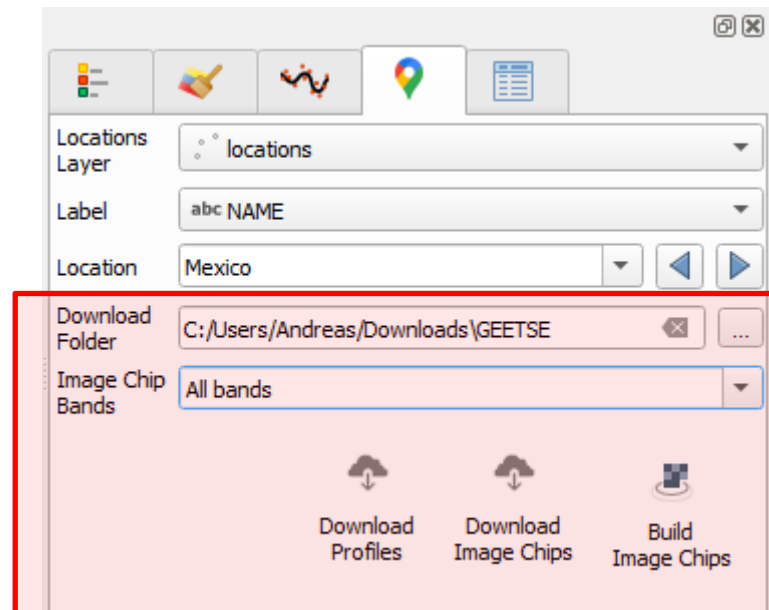 Locations
Layer
locations
Label
abc NAME
Location
Mexico
Download
Folder
C:/Users/Andreas/Downloads\GEETSE
...
Image Chip
Bands
All bands
Download
Profiles
Download
Image Chips
Build
Image Chips